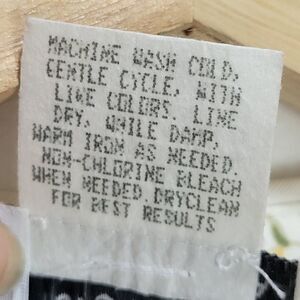 MACHINE WASH COLD,
GENTLE CYCLE, WITH
LIKE COLORS. LINE
DRY, WHILE DAMP,
WARM IRON AS NEEDED.
NON-CHLORINE BLEACH
WHEN NEEDED.DRYCLEAN
FOR BEST RESULTS